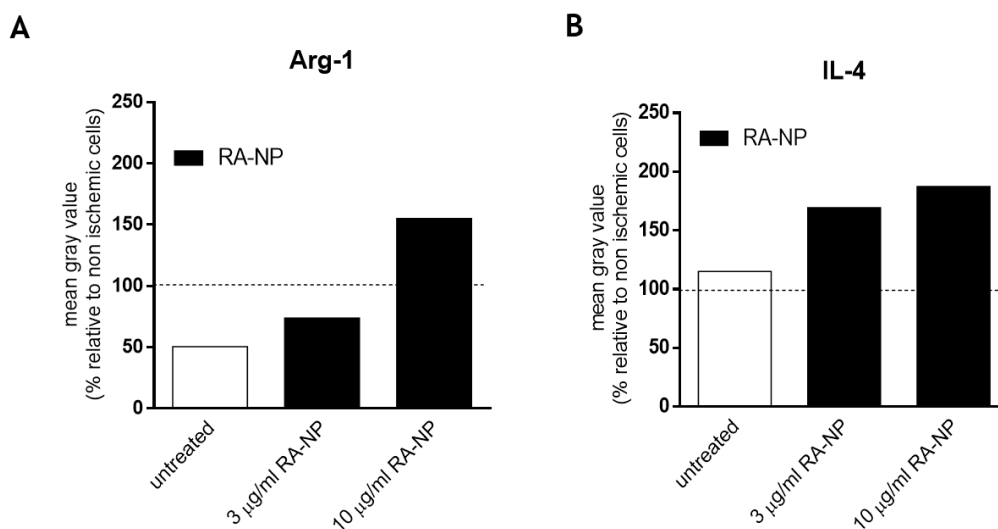 A
Arg-1
mean gray value
(% relative to non ischemic cells)
250
200
150
100
50
0
RA-NP
untreated
3 µg/ml RA-NP
10 µg/ml RA-NP
B
IL-4
mean gray value
(% relative to non ischemic cells)
250
200
150
100
50
0
RA-NP
untreated
3 µg/ml RA-NP
10 µg/ml RA-NP